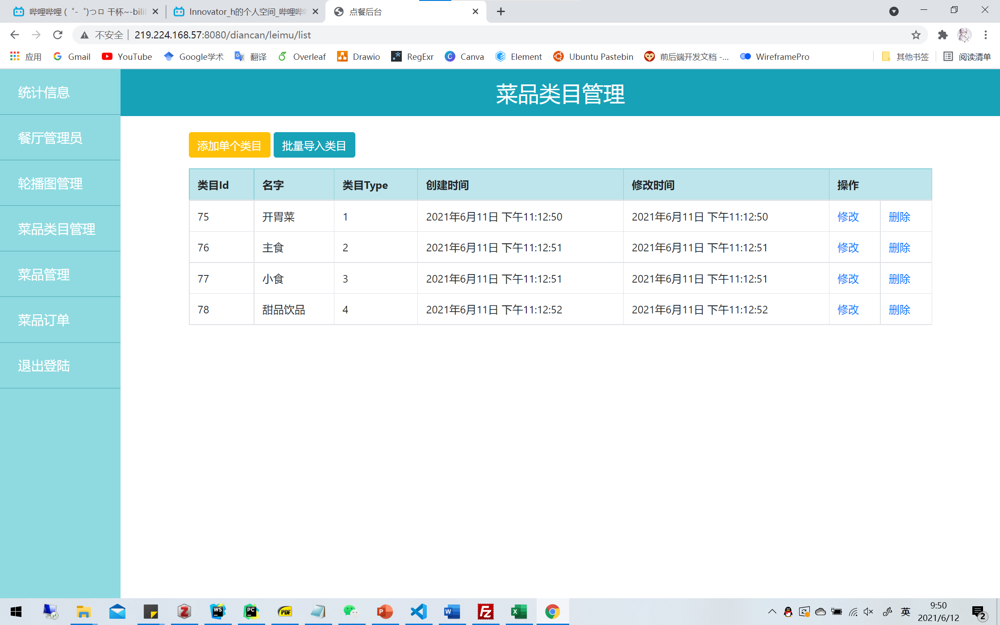 哔哩哔哩 (゜-゜)つロ 干杯~-bili
Innovator_h的个人空间_哔哩哔
点餐后台
不安全
219.224.168.57:8080/diancan/leimu/list
应用 Gmail YouTube Google学术 翻译 Overleaf Drawio RegExr Canva Element Ubuntu Pastebin 前后端开发文档 -... WireframePro 其他书签 阅读清单
统计信息
餐厅管理员
轮播图管理
菜品类目管理
菜品管理
菜品订单
退出登陆
菜品类目管理
添加单个类目 批量导入类目
类目Id 名字 类目Type 创建时间 修改时间 操作
75 开胃菜 1 2021年6月11日 下午11:12:50 2021年6月11日 下午11:12:50 修改 删除
76 主食 2 2021年6月11日 下午11:12:51 2021年6月11日 下午11:12:51 修改 删除
77 小食 3 2021年6月11日 下午11:12:51 2021年6月11日 下午11:12:51 修改 删除
78 甜品饮品 4 2021年6月11日 下午11:12:52 2021年6月11日 下午11:12:52 修改 删除
WS PC PDF P W Fz X 英
9:50
2021/6/12
2